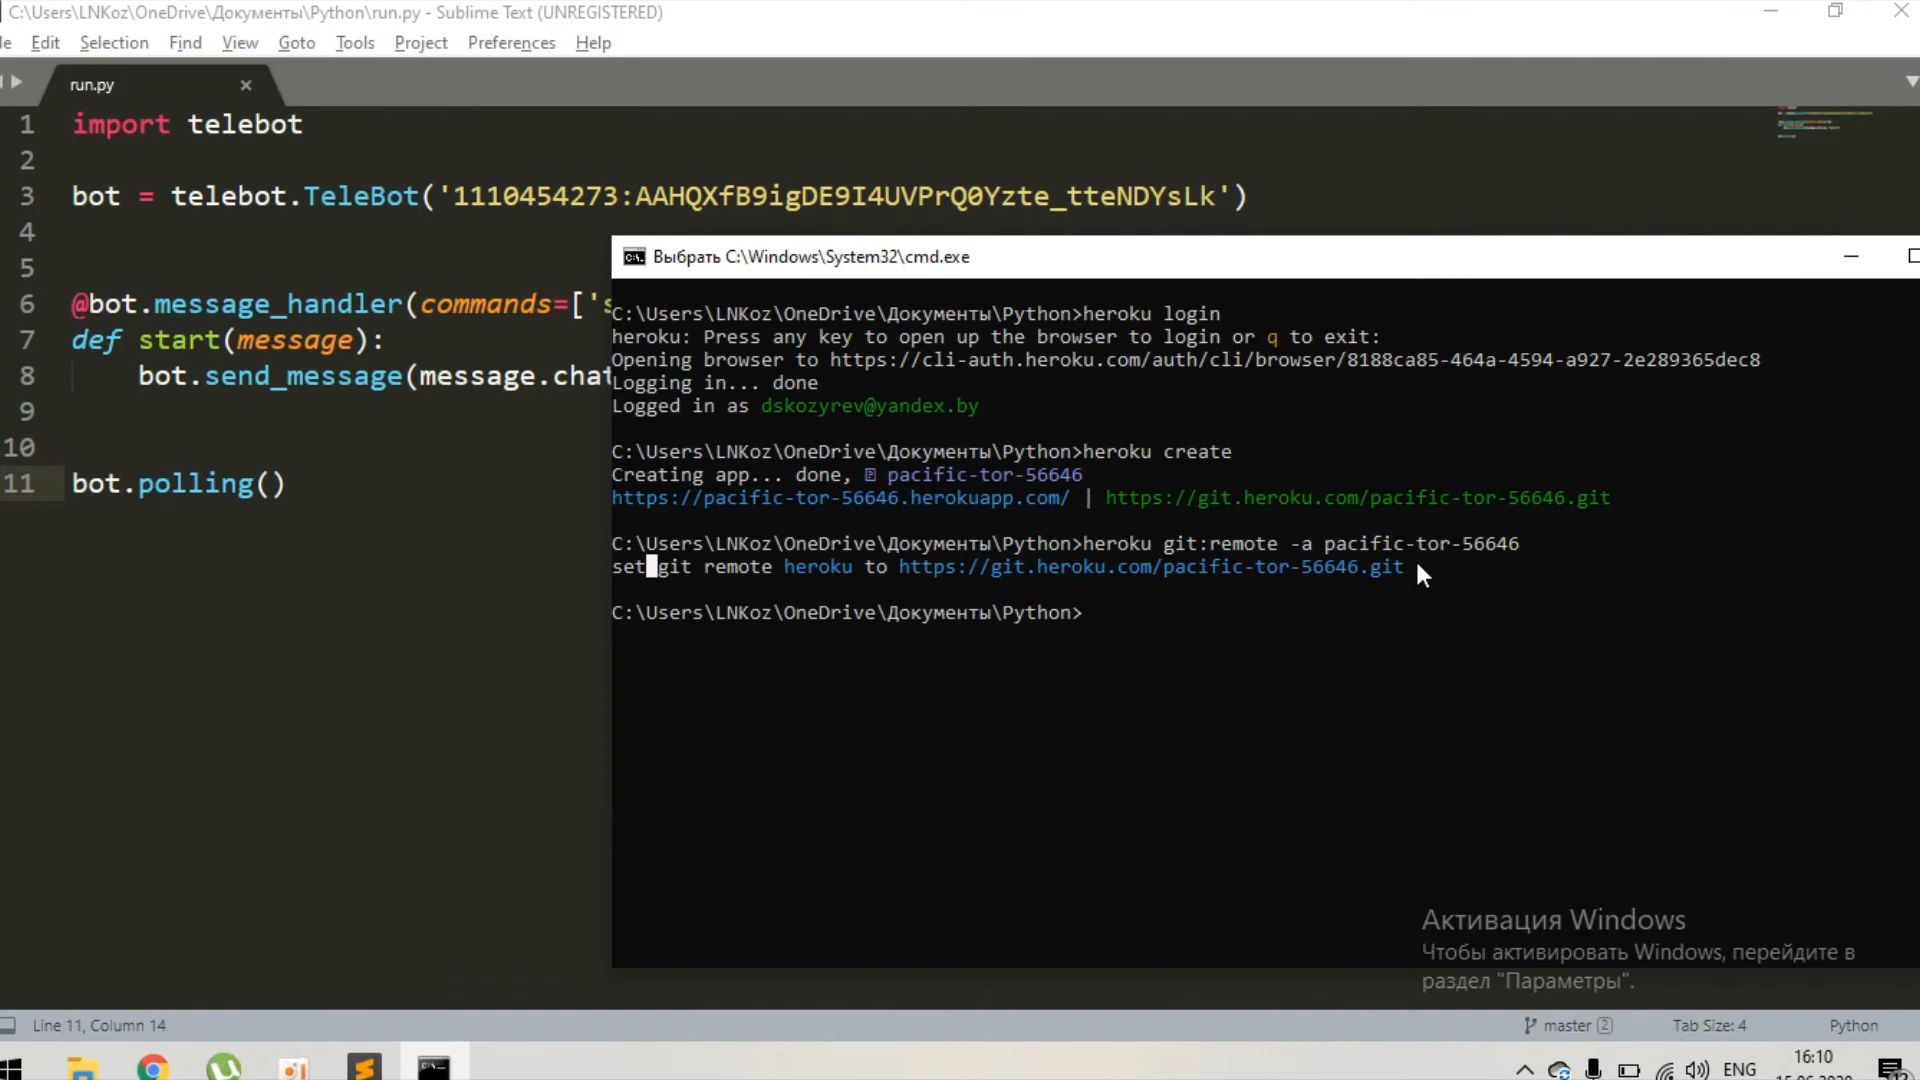 C:\Users\LNKoz\OneDrive\Документы\Python\run.py - Sublime Text (UNREGISTERED)
Edit Selection Find View Goto Tools Project Preferences Help
run.py
1 import telebot
2
3 bot = telebot.TeleBot('1110454273:AAHQXfB9igDE9I4UVPrQ0Yzte_tteNDYsLk')
4
5
6 @bot.message_handler(commands=['s
7 def start(message):
8 bot.send_message(message.chat
9
10
11 bot.polling()
Выбрать C:\Windows\System32\cmd.exe
C:\Users\LNKoz\OneDrive\Документы\Python>heroku login
heroku: Press any key to open up the browser to login or q to exit:
Opening browser to https://cli-auth.heroku.com/auth/cli/browser/8188ca85-464a-4594-a927-2e289365dec8
Logging in... done
Logged in as dskozyrev@yandex.by
C:\Users\LNKoz\OneDrive\Документы\Python>heroku create
Creating app... done, pacific-tor-56646
https://pacific-tor-56646.herokuapp.com/ | https://git.heroku.com/pacific-tor-56646.git
C:\Users\LNKoz\OneDrive\Документы\Python>heroku git:remote -a pacific-tor-56646
set git remote heroku to https://git.heroku.com/pacific-tor-56646.git
C:\Users\LNKoz\OneDrive\Документы\Python>
Активация Windows
Чтобы активировать Windows, перейдите в
раздел "Параметры".
Line 11, Column 14 master 2 Tab Size: 4 Python
ENG 16:10